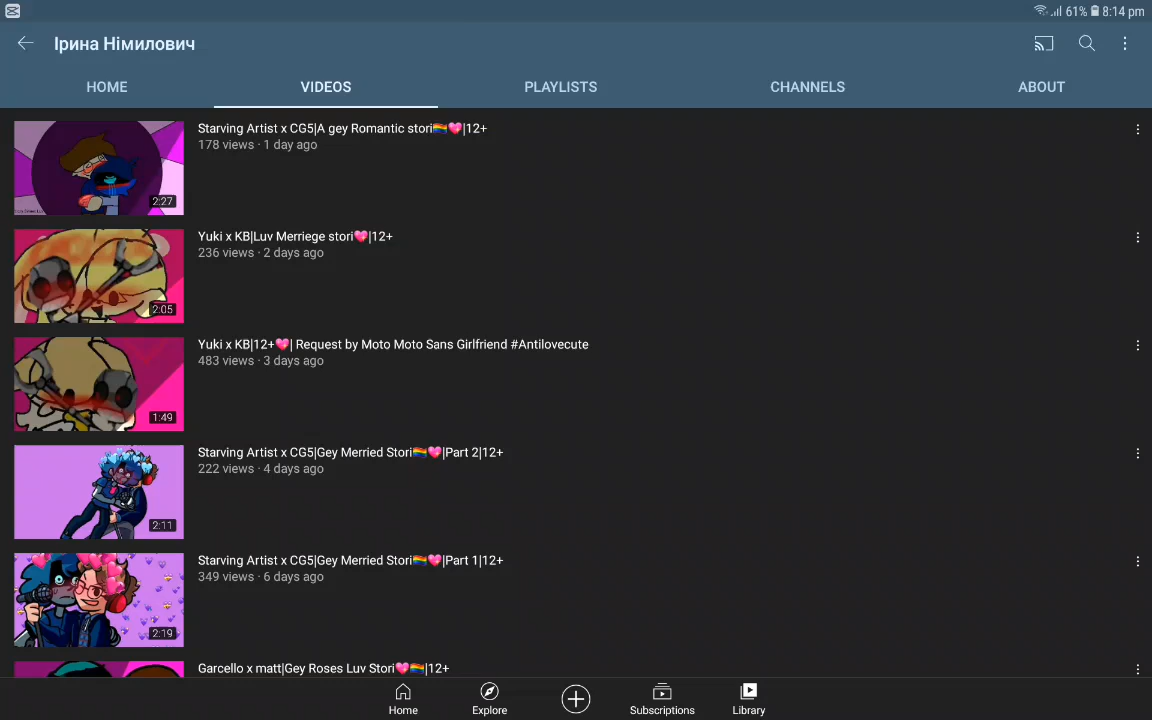 61% 8:14 pm
Ірина Німилович
HOME VIDEOS PLAYLISTS CHANNELS ABOUT
Starving Artist x CG5|A gey Romantic stori🏳️‍🌈💖|12+
178 views · 1 day ago
2:27
Yuki x KB|Luv Merriege stori💖|12+
236 views · 2 days ago
2:05
Yuki x KB|12+💖| Request by Moto Moto Sans Girlfriend #Antilovecute
483 views · 3 days ago
1:49
Starving Artist x CG5|Gey Merried Stori🏳️‍🌈💖|Part 2|12+
222 views · 4 days ago
2:11
Starving Artist x CG5|Gey Merried Stori🏳️‍🌈💖|Part 1|12+
349 views · 6 days ago
2:19
Garcello x matt|Gey Roses Luv Stori💖🏳️‍🌈|12+
Home Explore Subscriptions Library